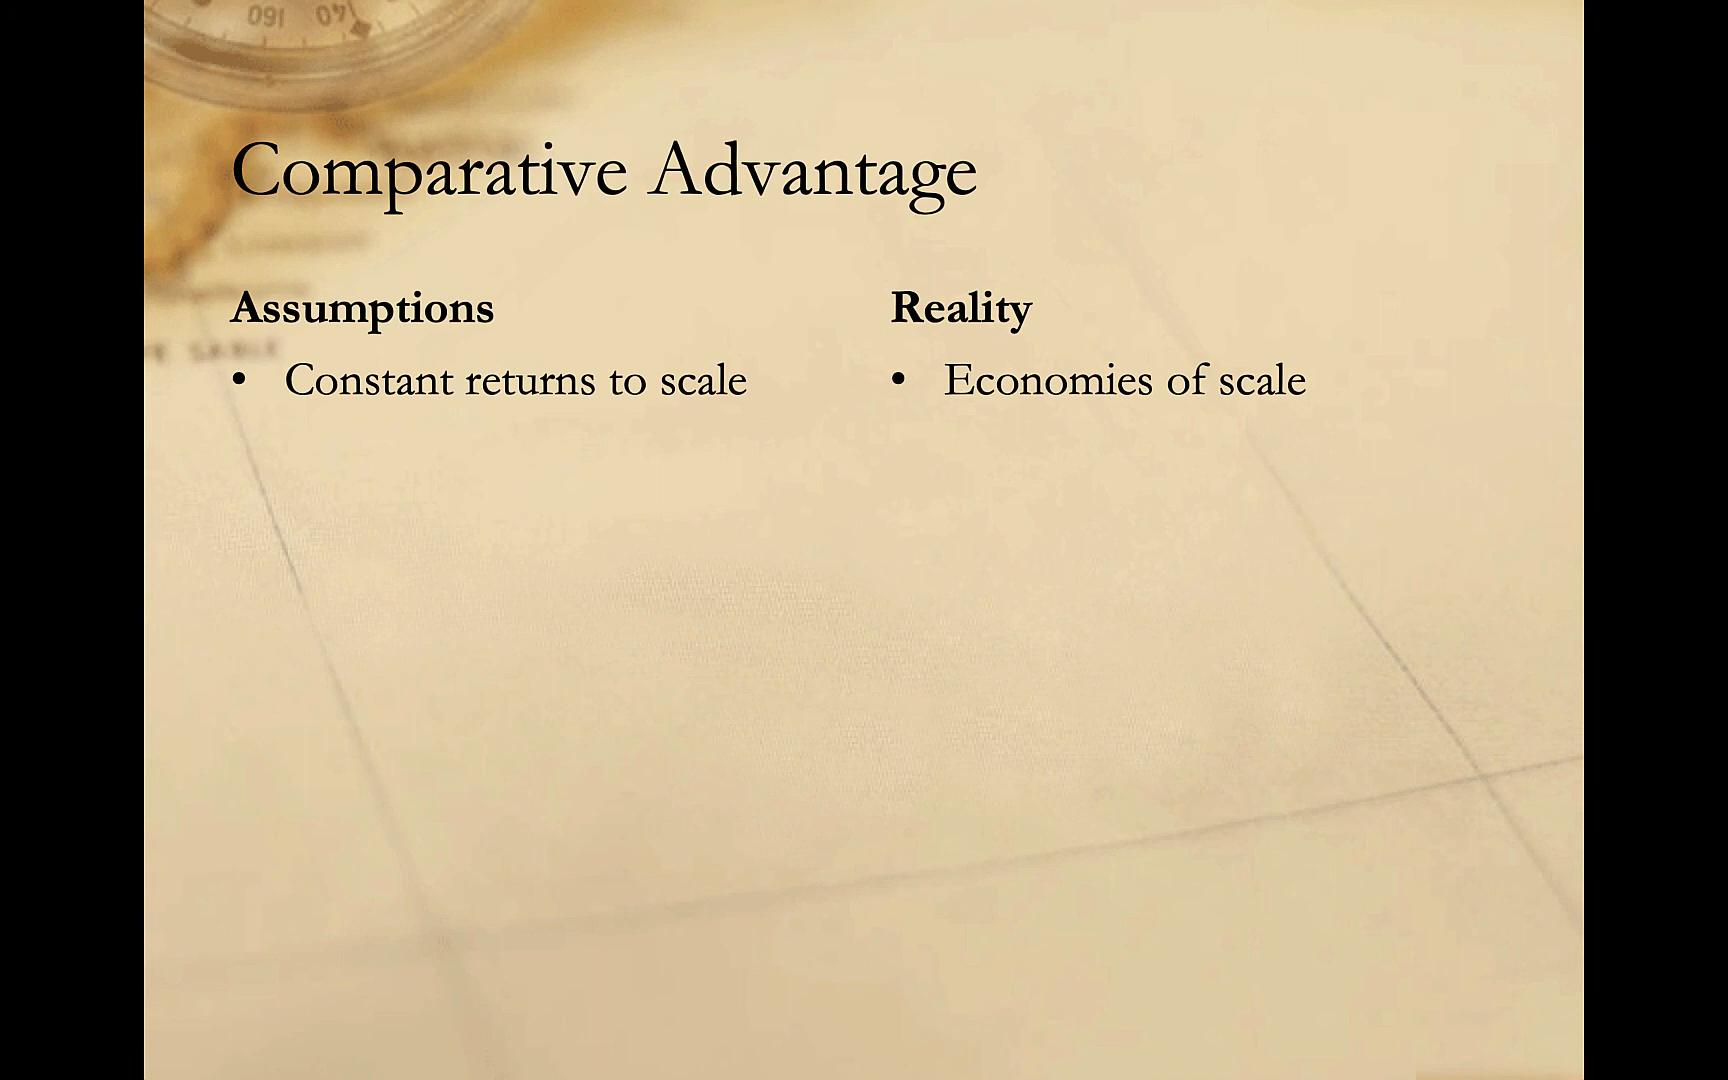 Comparative Advantage
Assumptions
• Constant returns to scale
Reality
• Economies of scale